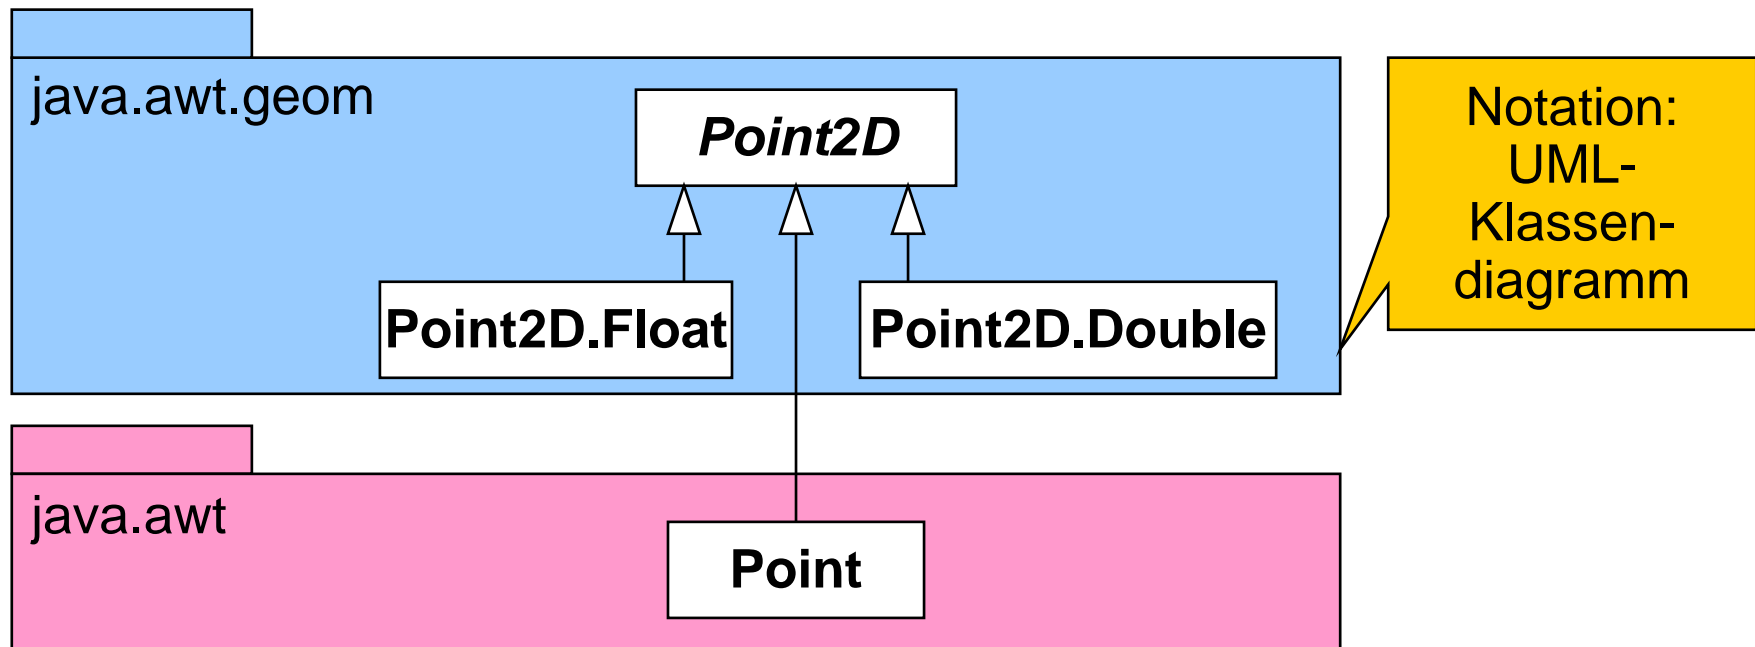 java.awt.geom
Point2D
Point2D.Float
Point2D.Double
Notation:
UML-
Klassen-
diagramm
java.awt
Point